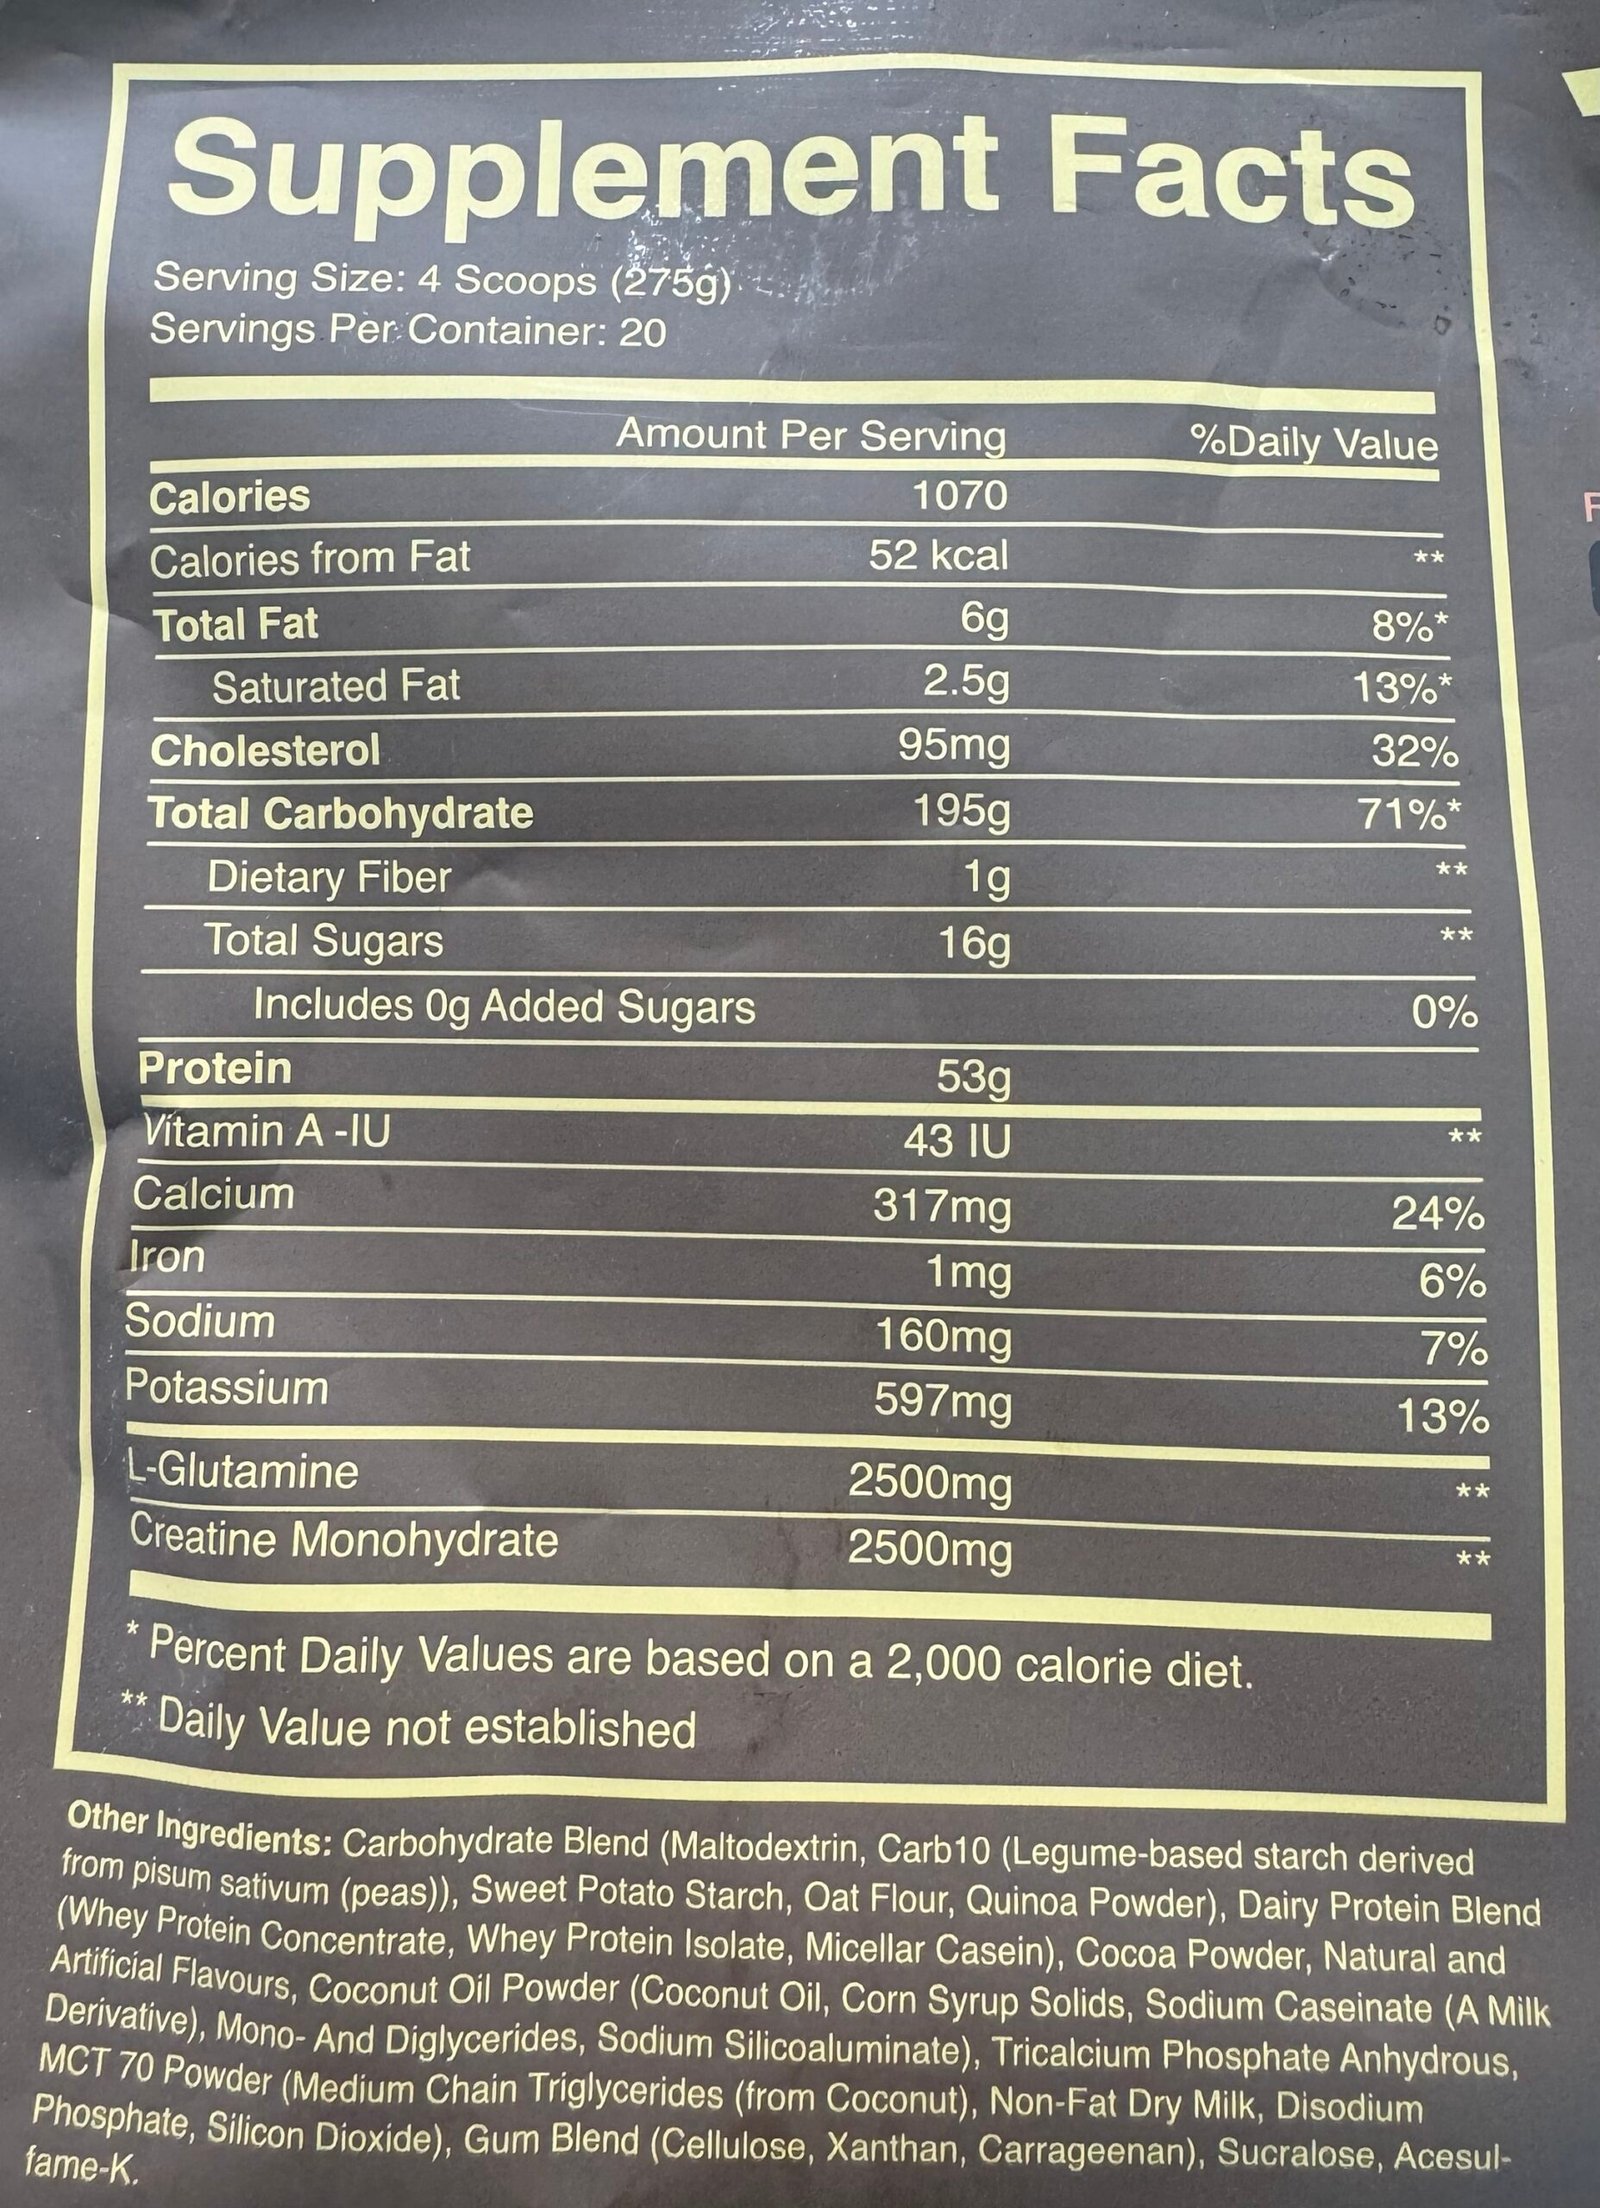 Supplement Facts
Serving Size: 4 Scoops (275g)
Servings Per Container: 20
Amount Per Serving %Daily Value
Calories 1070
Calories from Fat 52 kcal **
Total Fat 6g 8%*
Saturated Fat 2.5g 13%*
Cholesterol 95mg 32%
Total Carbohydrate 195g 71%*
Dietary Fiber 1g **
Total Sugars 16g **
Includes 0g Added Sugars 0%
Protein 53g
Vitamin A -IU 43 IU **
Calcium 317mg 24%
Iron 1mg 6%
Sodium 160mg 7%
Potassium 597mg 13%
L-Glutamine 2500mg **
Creatine Monohydrate 2500mg **
* Percent Daily Values are based on a 2,000 calorie diet.
** Daily Value not established
Other Ingredients: Carbohydrate Blend (Maltodextrin, Carb10 (Legume-based starch derived
from pisum sativum (peas)), Sweet Potato Starch, Oat Flour, Quinoa Powder), Dairy Protein Blend
(Whey Protein Concentrate, Whey Protein Isolate, Micellar Casein), Cocoa Powder, Natural and
Artificial Flavours, Coconut Oil Powder (Coconut Oil, Corn Syrup Solids, Sodium Caseinate (A Milk
Derivative), Mono- And Diglycerides, Sodium Silicoaluminate), Tricalcium Phosphate Anhydrous,
MCT 70 Powder (Medium Chain Triglycerides (from Coconut), Non-Fat Dry Milk, Disodium
Phosphate, Silicon Dioxide), Gum Blend (Cellulose, Xanthan, Carrageenan), Sucralose, Acesul-
fame-K.